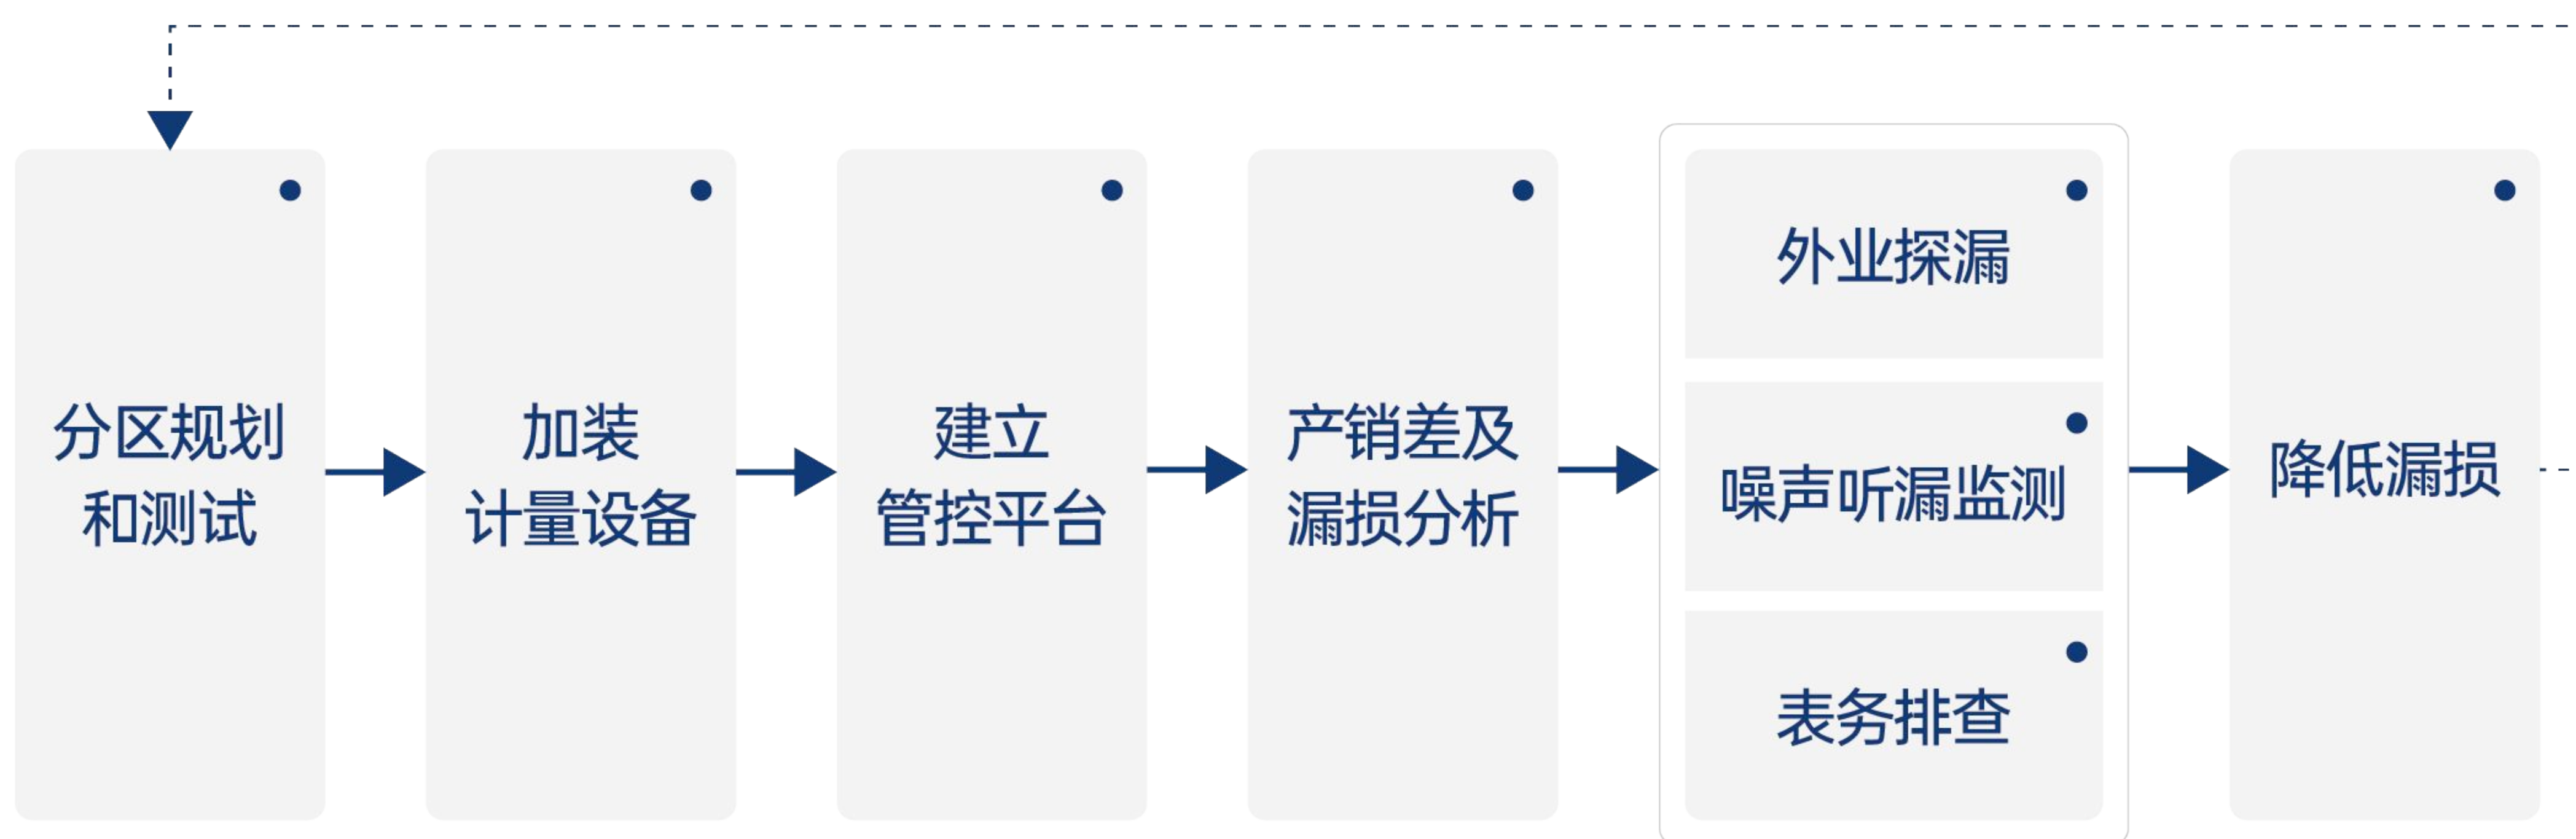 分区规划
和测试
加装
计量设备
建立
管控平台
产销差及
漏损分析
外业探漏
噪声听漏监测
表务排查
降低漏损